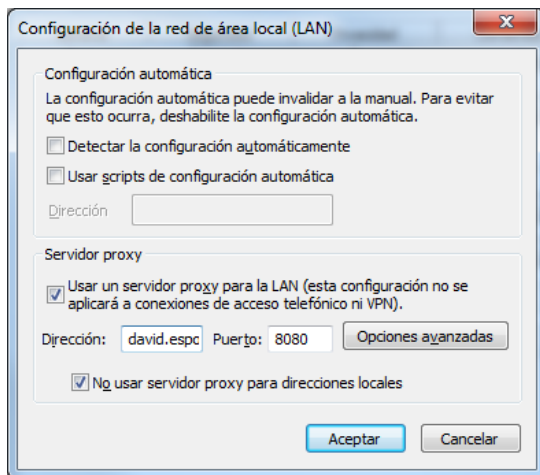 Configuración de la red de área local (LAN)
Configuración automática
La configuración automática puede invalidar a la manual. Para evitar
que esto ocurra, deshabilite la configuración automática.
Detectar la configuración automáticamente
Usar scripts de configuración automática
Dirección
Servidor proxy
Usar un servidor proxy para la LAN (esta configuración no se
aplicará a conexiones de acceso telefónico ni VPN).
Dirección: david.espc Puerto: 8080 Opciones avanzadas
No usar servidor proxy para direcciones locales
Aceptar Cancelar